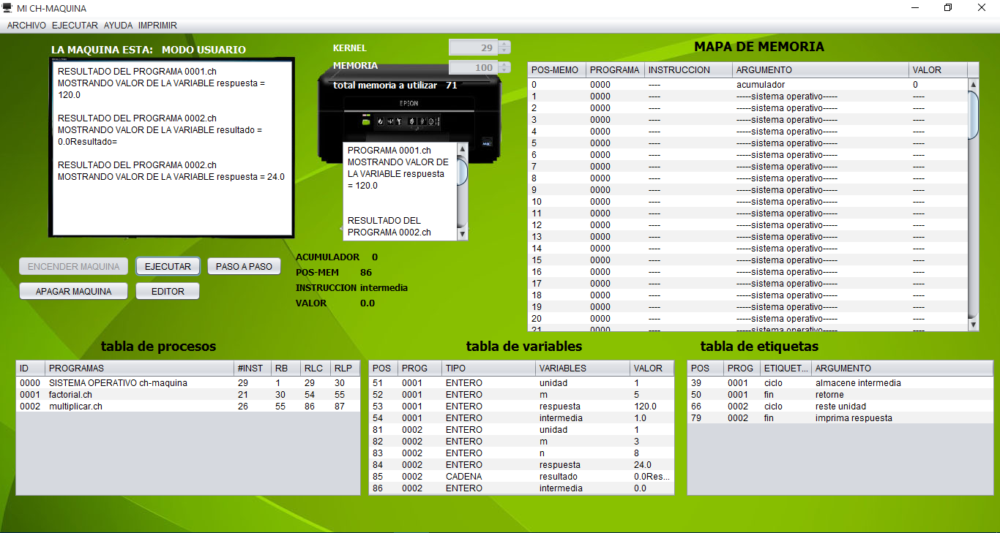 MI CH-MAQUINA
ARCHIVO EJECUTAR AYUDA IMPRIMIR
LA MAQUINA ESTA: MODO USUARIO
RESULTADO DEL PROGRAMA 0001.ch
MOSTRANDO VALOR DE LA VARIABLE respuesta =
120.0
RESULTADO DEL PROGRAMA 0002.ch
MOSTRANDO VALOR DE LA VARIABLE resultado =
0.0Resultado=
RESULTADO DEL PROGRAMA 0002.ch
MOSTRANDO VALOR DE LA VARIABLE respuesta = 24.0
KERNEL 29
MEMORIA 100
total memoria a utilizar 71
EPSON
PROGRAMA 0001.ch
MOSTRANDO VALOR DE
LA VARIABLE respuesta
= 120.0
RESULTADO DEL
PROGRAMA 0002.ch
MAPA DE MEMORIA
POS-MEMO PROGRAMA INSTRUCCION ARGUMENTO VALOR
0 0000 ---- acumulador 0
1 0000 ---- -----sistema operativo----- ----
2 0000 ---- -----sistema operativo----- ----
3 0000 ---- -----sistema operativo----- ----
4 0000 ---- -----sistema operativo----- ----
5 0000 ---- -----sistema operativo----- ----
6 0000 ---- -----sistema operativo----- ----
7 0000 ---- -----sistema operativo----- ----
8 0000 ---- -----sistema operativo----- ----
9 0000 ---- -----sistema operativo----- ----
10 0000 ---- -----sistema operativo----- ----
11 0000 ---- -----sistema operativo----- ----
12 0000 ---- -----sistema operativo----- ----
13 0000 ---- -----sistema operativo----- ----
14 0000 ---- -----sistema operativo----- ----
15 0000 ---- -----sistema operativo----- ----
16 0000 ---- -----sistema operativo----- ----
17 0000 ---- -----sistema operativo----- ----
18 0000 ---- -----sistema operativo----- ----
19 0000 ---- -----sistema operativo----- ----
20 0000 ---- -----sistema operativo----- ----
21 0000 ---- -----sistema operativo----- ----
ENCENDER MAQUINA EJECUTAR PASO A PASO
APAGAR MAQUINA EDITOR
ACUMULADOR 0
POS-MEM 86
INSTRUCCION intermedia
VALOR 0.0
tabla de procesos
ID PROGRAMAS #INST RB RLC RLP
0000 SISTEMA OPERATIVO ch-maquina 29 1 29 30
0001 factorial.ch 21 30 54 55
0002 multiplicar.ch 26 55 86 87
tabla de variables
POS PROG TIPO VARIABLES VALOR
51 0001 ENTERO unidad 1
52 0001 ENTERO m 5
53 0001 ENTERO respuesta 120.0
54 0001 ENTERO intermedia 1.0
81 0002 ENTERO unidad 1
82 0002 ENTERO m 3
83 0002 ENTERO n 8
84 0002 ENTERO respuesta 24.0
85 0002 CADENA resultado 0.0Res...
86 0002 ENTERO intermedia 0.0
tabla de etiquetas
POS PROG ETIQUET... ARGUMENTO
39 0001 ciclo almacene intermedia
50 0001 fin retorne
66 0002 ciclo reste unidad
79 0002 fin imprima respuesta